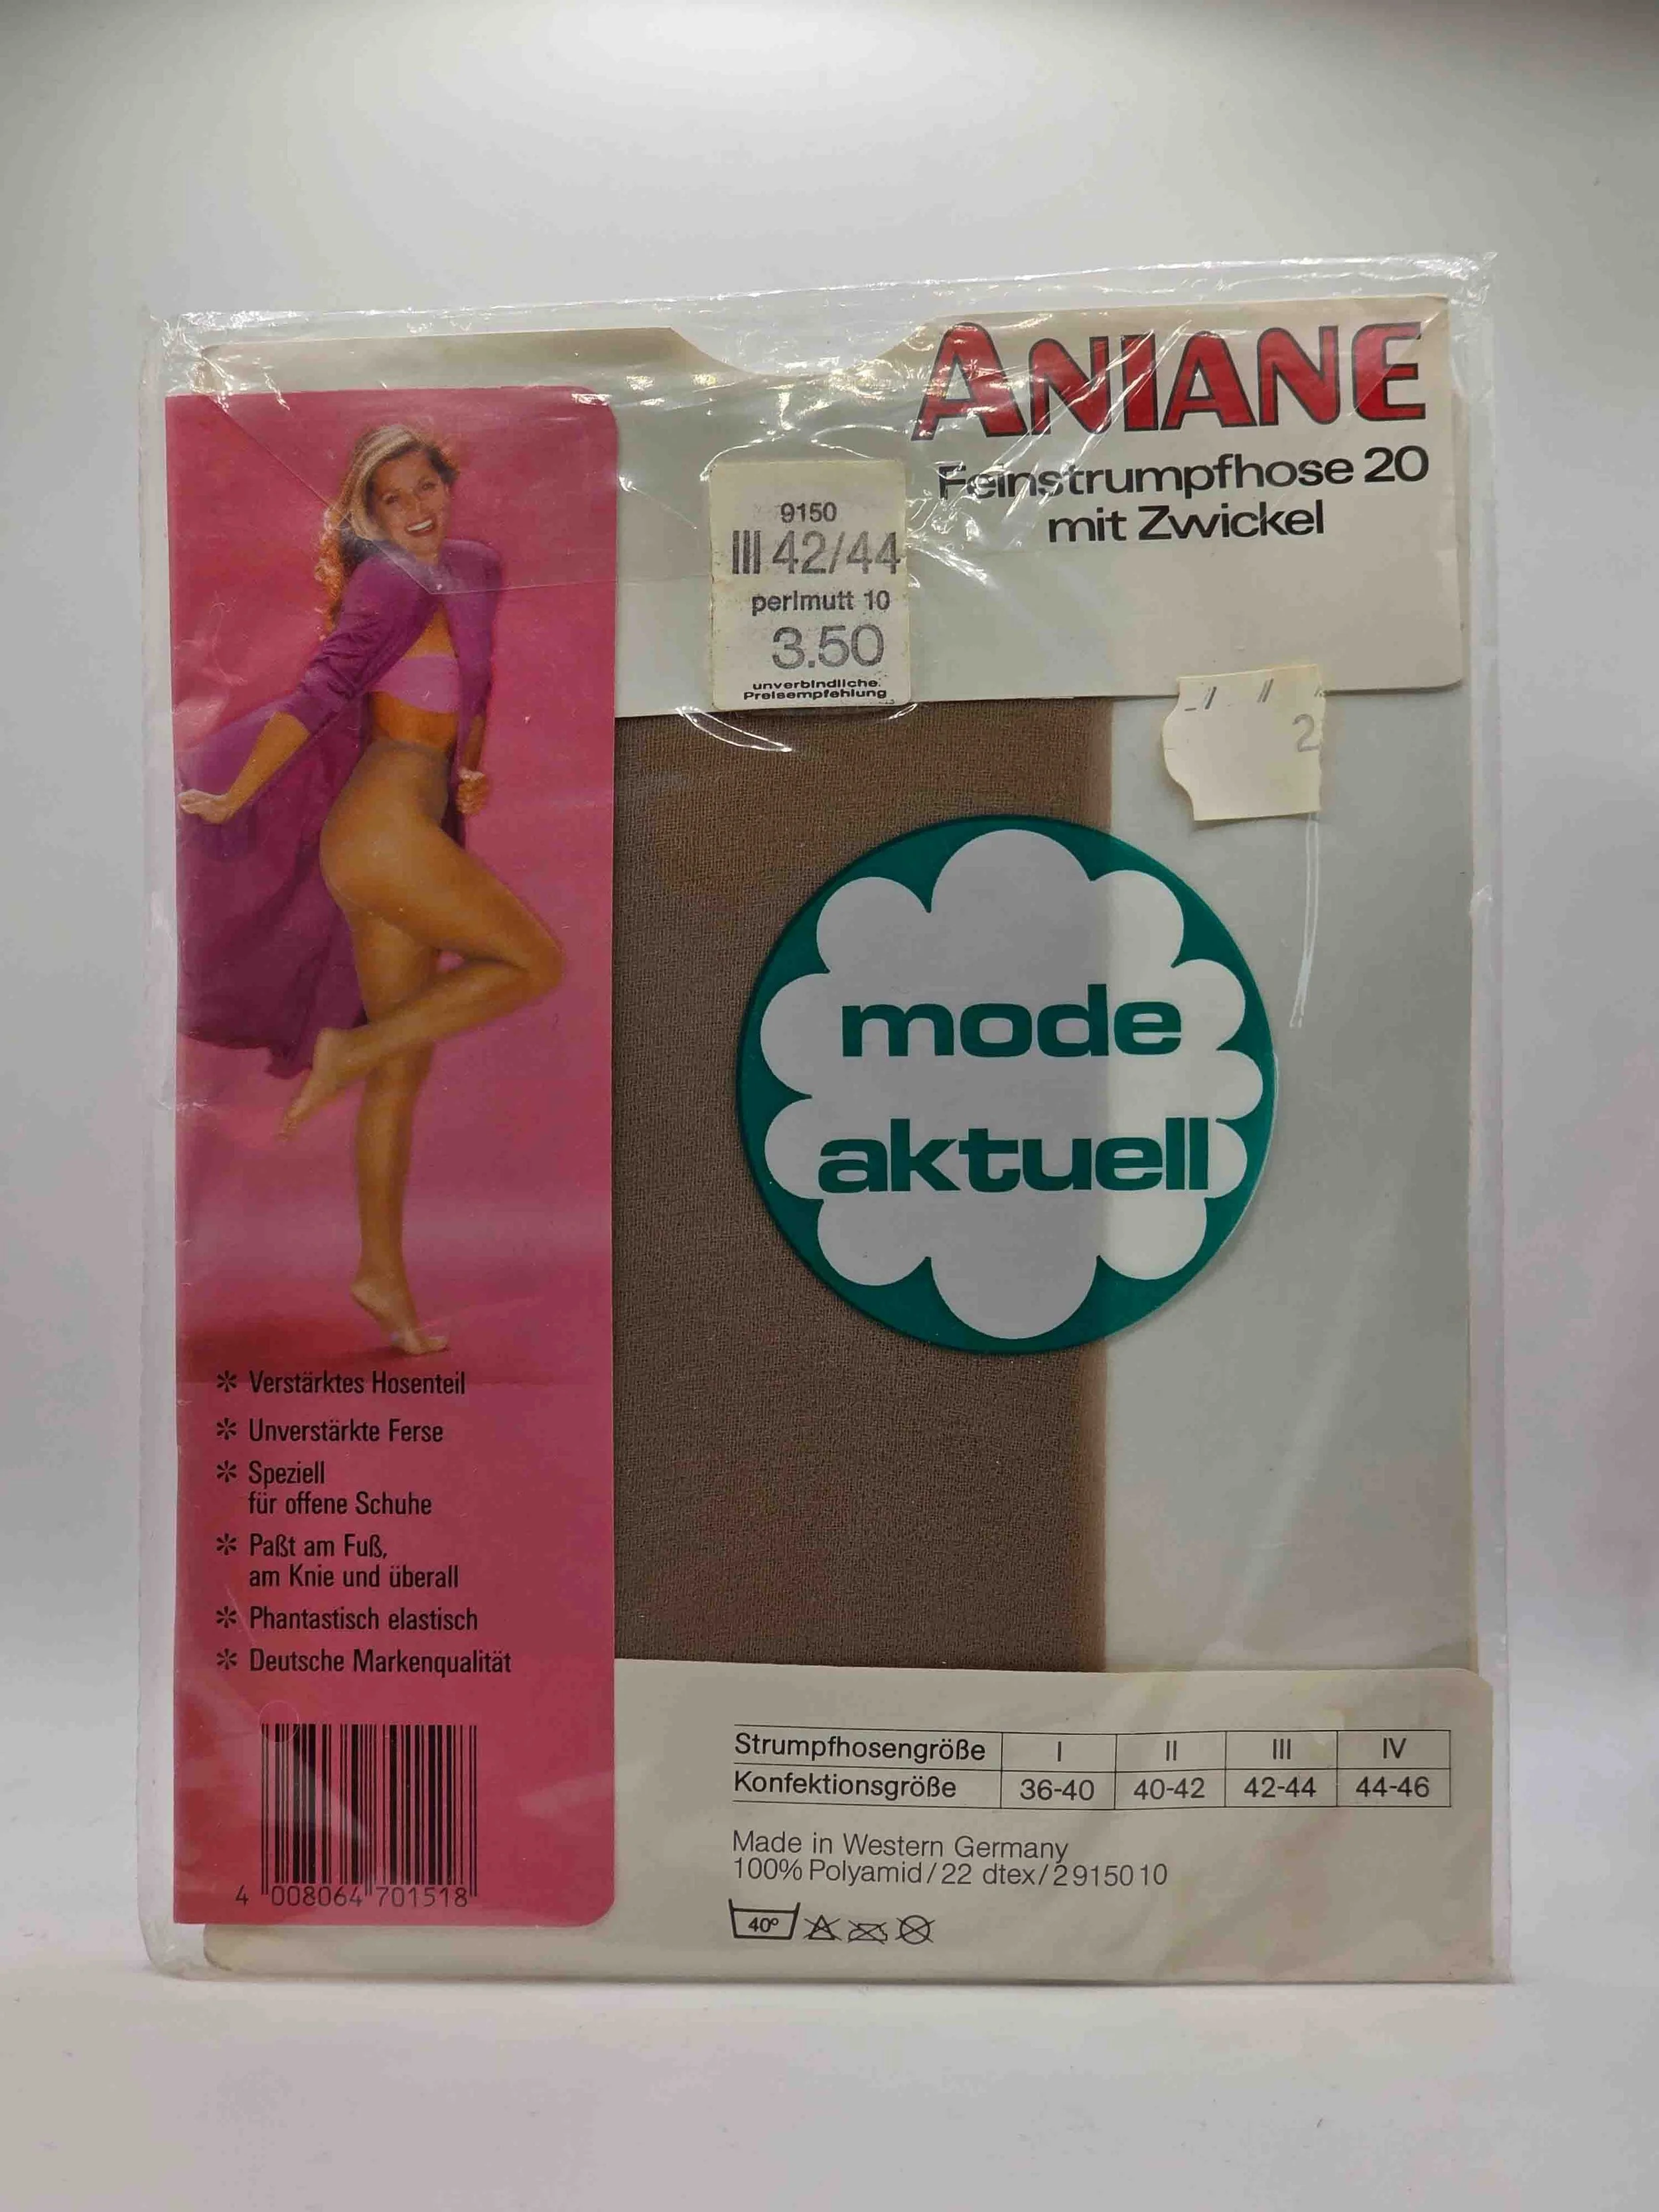 ANIANE
Feinstrumpfhose 20
mit Zwickel
9150
III 42/44
perlmutt 10
3.50
unverbindliche
Preisempfehlung
2
mode
aktuell
✲ Verstärktes Hosenteil
✲ Unverstärkte Ferse
✲ Speziell
für offene Schuhe
✲ Paßt am Fuß,
am Knie und überall
✲ Phantastisch elastisch
✲ Deutsche Markenqualität
4 008064 701518
Strumpfhosengröße I II III IV
Konfektionsgröße 36-40 40-42 42-44 44-46
Made in Western Germany
100% Polyamid/22 dtex/2915010
40°